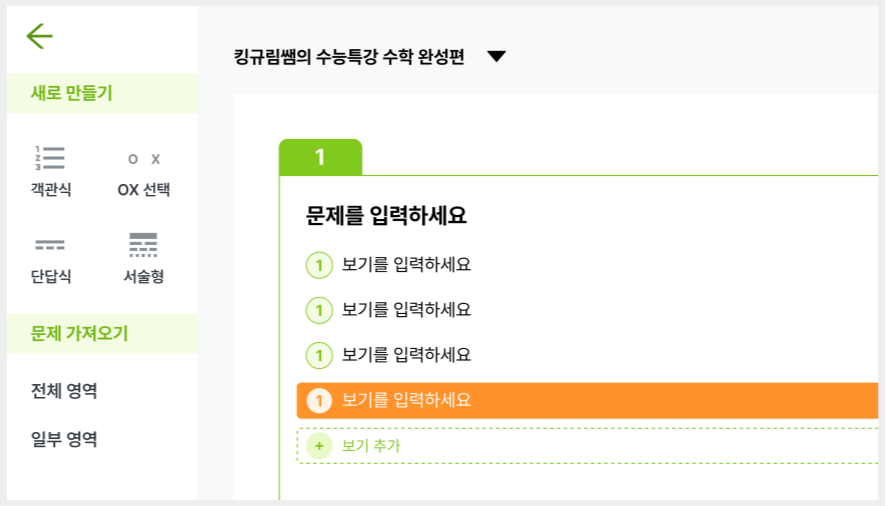 킹규림쌤의 수능특강 수학 완성편
새로 만들기
1
2
3
객관식
O X
OX 선택
단답식
서술형
문제 가져오기
전체 영역
일부 영역
1
문제를 입력하세요
1 보기를 입력하세요
1 보기를 입력하세요
1 보기를 입력하세요
1 보기를 입력하세요
+ 보기 추가